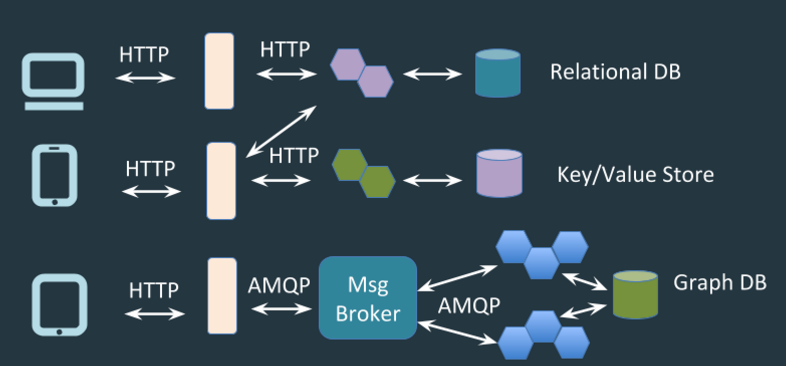 HTTP
HTTP
Relational DB
HTTP
HTTP
Key/Value Store
HTTP
AMQP
Msg
Broker
AMQP
Graph DB